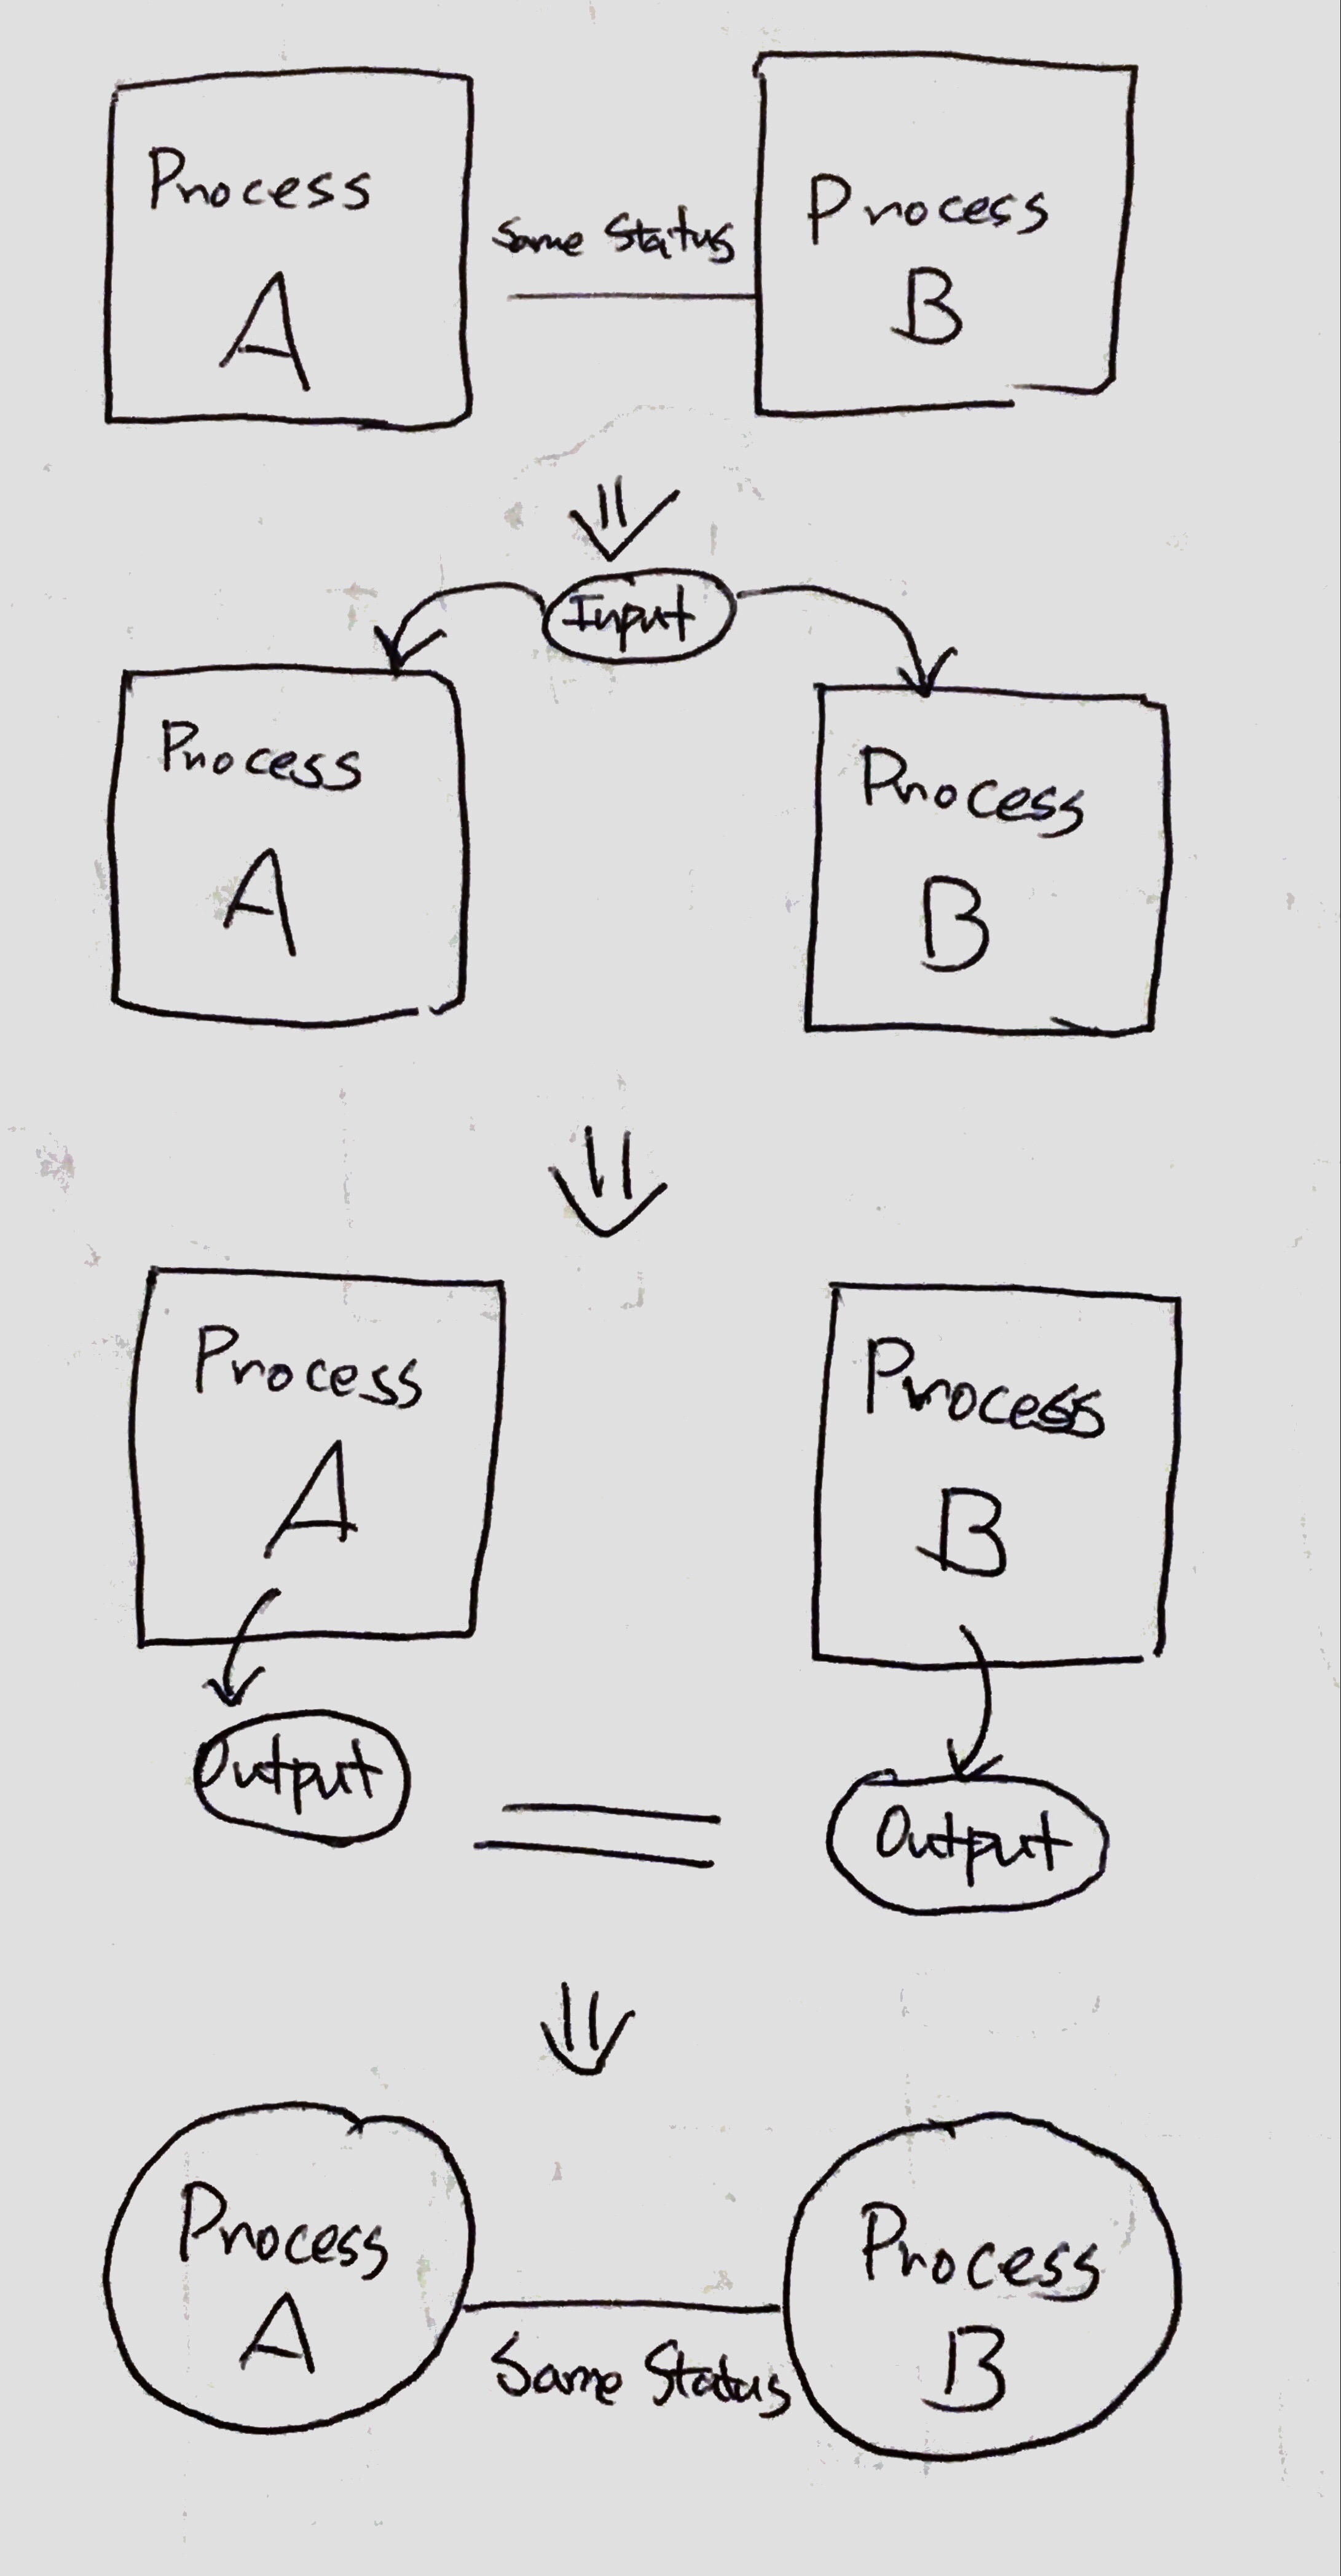 Process
A
Same Status
Process
B
Input
Process
A
Process
B
Process
A
Process
B
Output
Output
Process
A
Same Status
Process
B